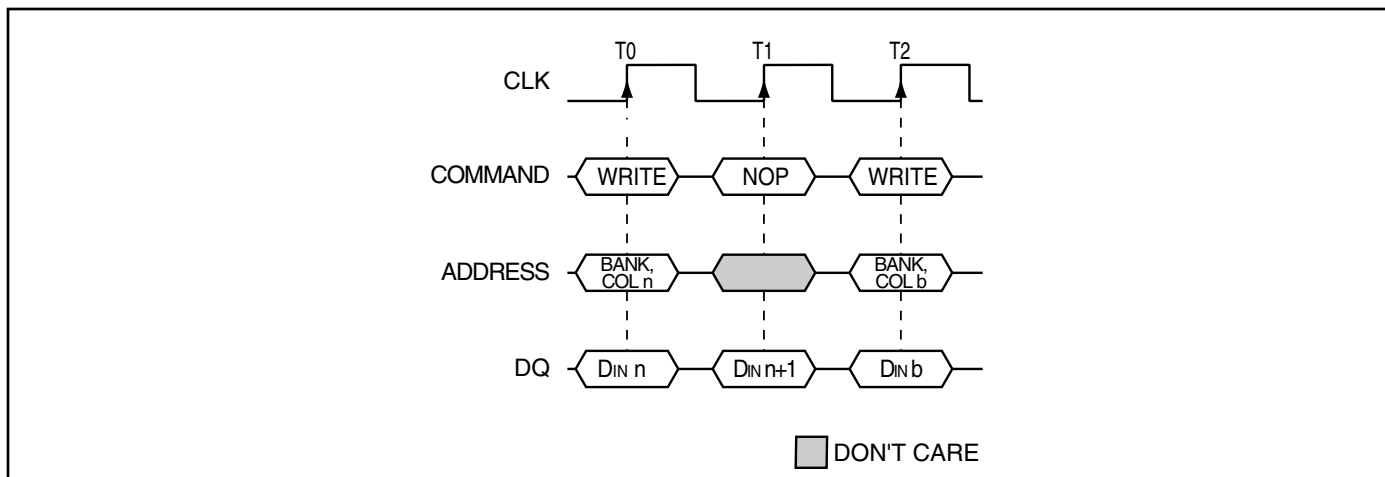 T0 T1 T2
CLK
COMMAND WRITE NOP WRITE
ADDRESS BANK, COL n BANK, COL b
DQ DIN n DIN n+1 DIN b
DON'T CARE